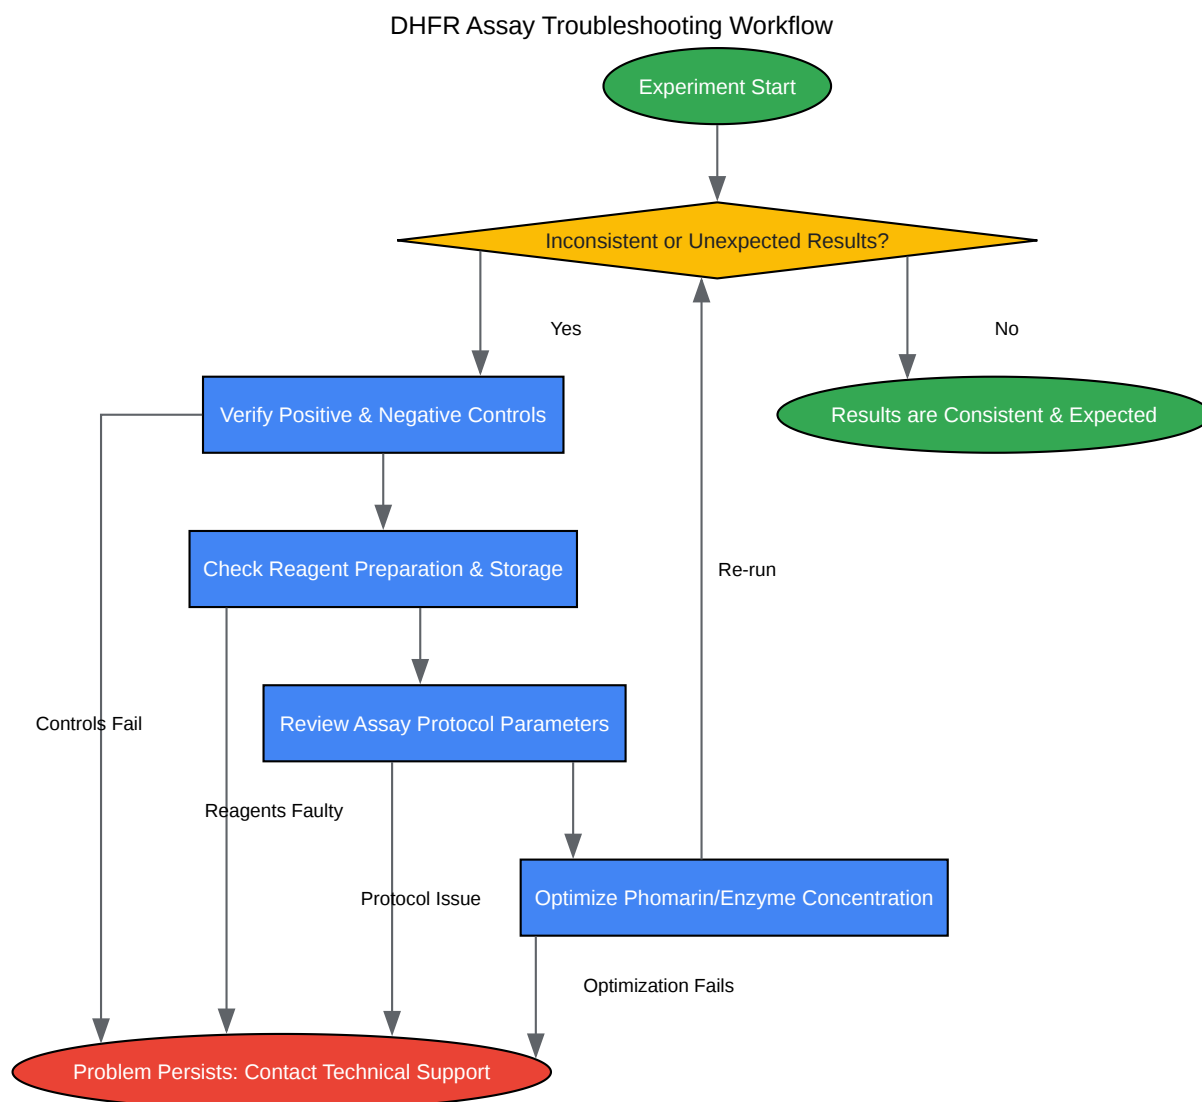 DHFR Assay Troubleshooting Workflow
Experiment Start
Inconsistent or Unexpected Results?
Yes
No
Verify Positive & Negative Controls
Results are Consistent & Expected
Check Reagent Preparation & Storage
Re-run
Review Assay Protocol Parameters
Controls Fail
Reagents Faulty
Optimize Phomarin/Enzyme Concentration
Protocol Issue
Optimization Fails
Problem Persists: Contact Technical Support